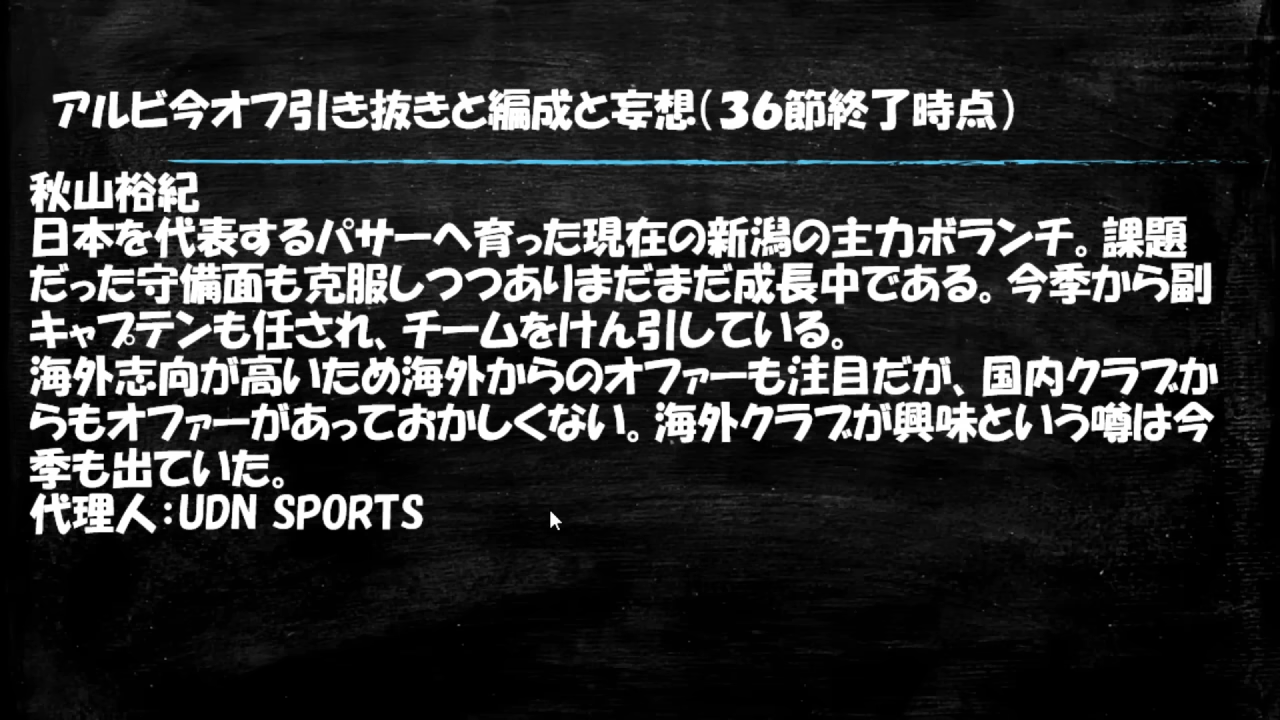 アルビ今オフ引き抜きと編成と妄想(36節終了時点)
秋山裕紀
日本を代表するパサーへ育った現在の新潟の主力ボランチ。課題
だった守備面も克服しつつありまだまだ成長中である。今季から副
キャプテンも任され、チームをけん引している。
海外志向が高いため海外からのオファーも注目だが、国内クラブか
らもオファーがあっておかしくない。海外クラブが興味という噂は今
季も出ていた。
代理人:UDN SPORTS